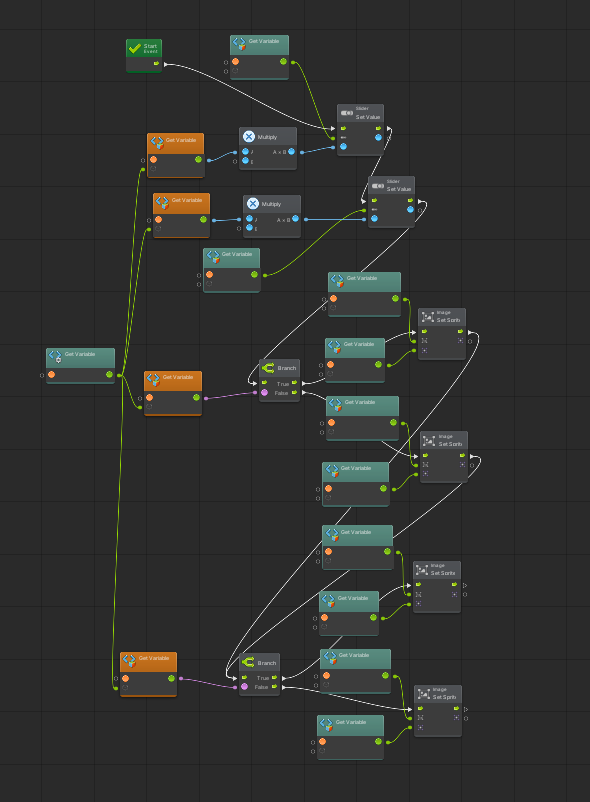 Start
Event
Get Variable
Slider
Set Value
Get Variable
Multiply
A
A x B
B
Slider
Set Value
Get Variable
Multiply
A
A x B
B
Get Variable
Get Variable
Image
Set Sprite
Get Variable
Get Variable
Branch
True
False
Get Variable
Get Variable
Image
Set Sprite
Get Variable
Get Variable
Image
Set Sprite
Get Variable
Get Variable
Get Variable
Branch
True
False
Image
Set Sprite
Get Variable